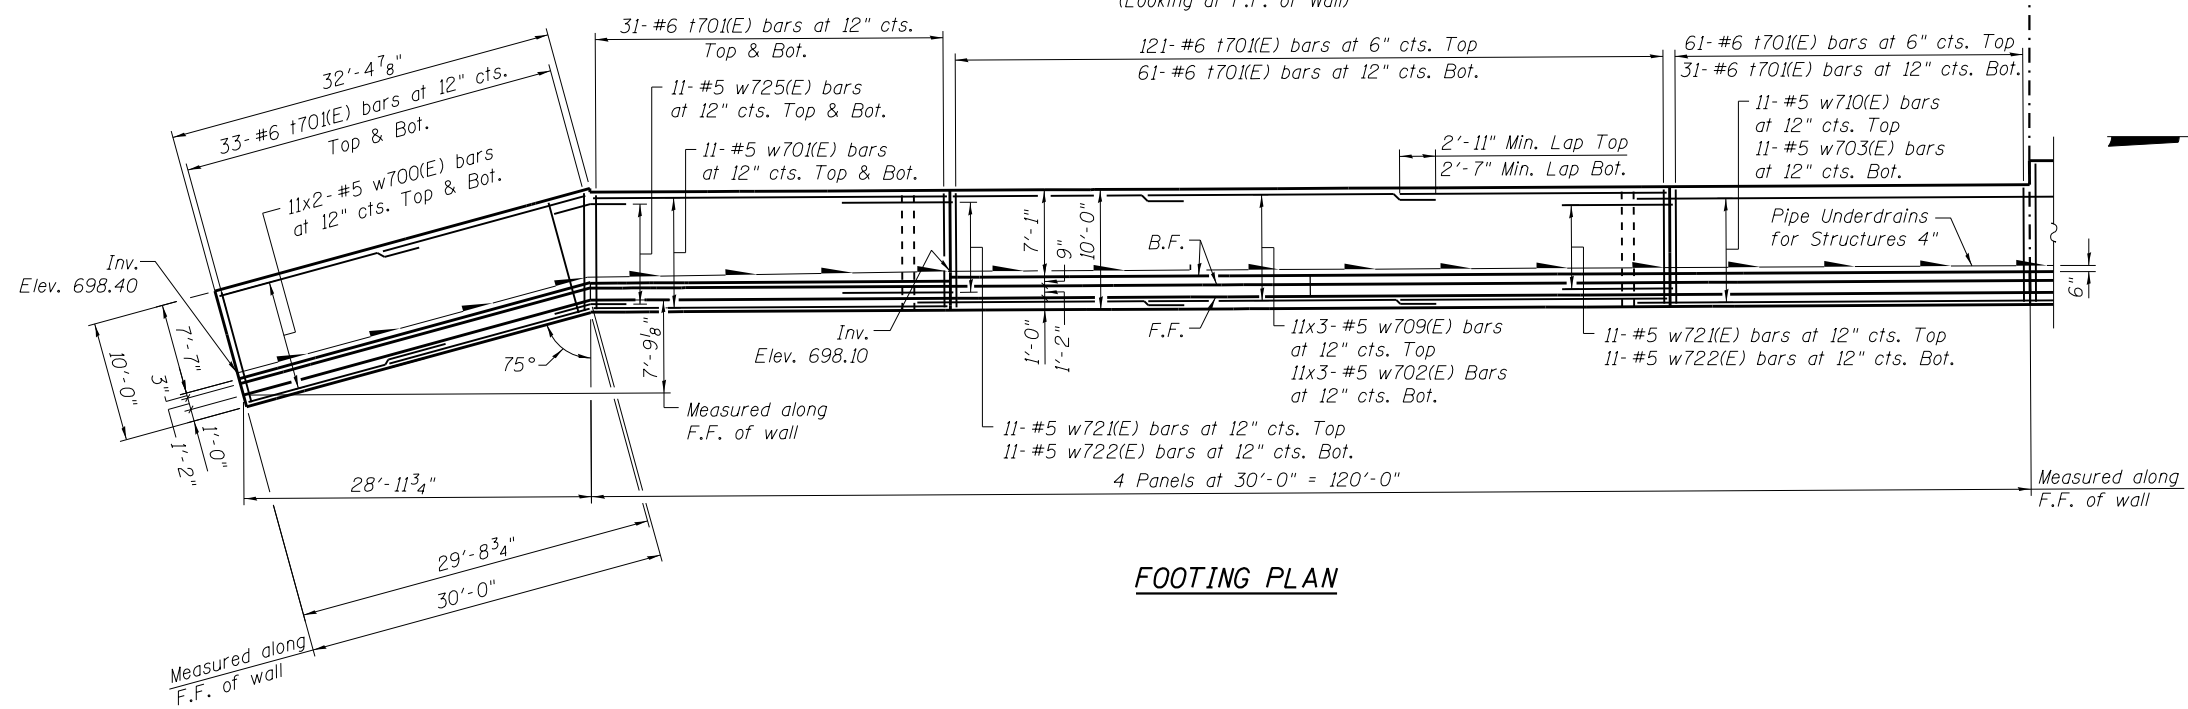 (Looking at F.F. of Wall)
31-#6 t701(E) bars at 12" cts.
Top & Bot.
121-#6 t701(E) bars at 6" cts. Top
61-#6 t701(E) bars at 12" cts. Bot.
61-#6 t701(E) bars at 6" cts. Top
31-#6 t701(E) bars at 12" cts. Bot.
32'-4 7/8"
33-#6 t701(E) bars at 12" cts.
Top & Bot.
11x2-#5 w700(E) bars
at 12" cts. Top & Bot.
11-#5 w725(E) bars
at 12" cts. Top & Bot.
11-#5 w701(E) bars
at 12" cts. Top & Bot.
2'-11" Min. Lap Top
2'-7" Min. Lap Bot.
11-#5 w710(E) bars
at 12" cts. Top
11-#5 w703(E) bars
at 12" cts. Bot.
Pipe Underdrains
for Structures 4"
Inv.
Elev. 698.40
7'-1"
9"
10'-0"
1'-0"
1'-2"
B.F.
F.F.
6"
7'-7"
10'-0"
3"
1'-0"
1'-2"
75°
7'-9 1/8"
Inv.
Elev. 698.10
11x3-#5 w709(E) bars
at 12" cts. Top
11x3-#5 w702(E) Bars
at 12" cts. Bot.
11-#5 w721(E) bars at 12" cts. Top
11-#5 w722(E) bars at 12" cts. Bot.
Measured along
F.F. of wall
11-#5 w721(E) bars at 12" cts. Top
11-#5 w722(E) bars at 12" cts. Bot.
28'-11 3/4"
4 Panels at 30'-0" = 120'-0"
Measured along
F.F. of wall
29'-8 3/4"
30'-0"
Measured along
F.F. of wall
FOOTING PLAN